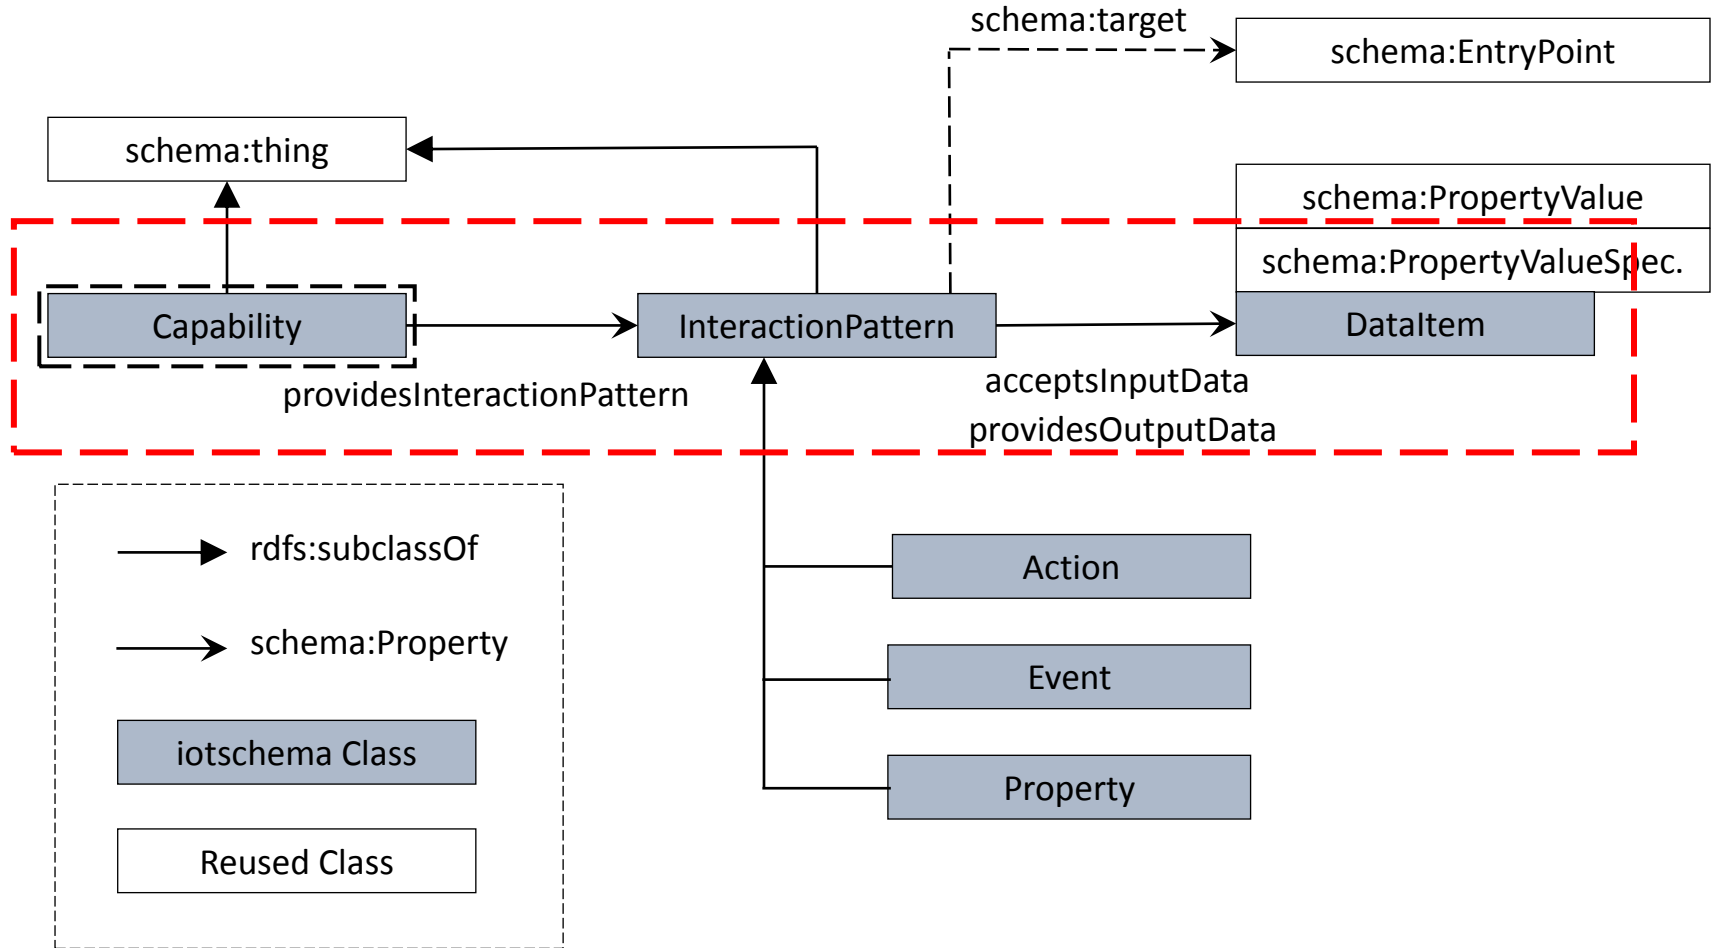 schema:target
schema:EntryPoint
schema:thing
schema:PropertyValue
schema:PropertyValueSpec.
Capability
InteractionPattern
DataItem
providesInteractionPattern
acceptsInputData
providesOutputData
rdfs:subclassOf
Action
schema:Property
Event
iotschema Class
Property
Reused Class